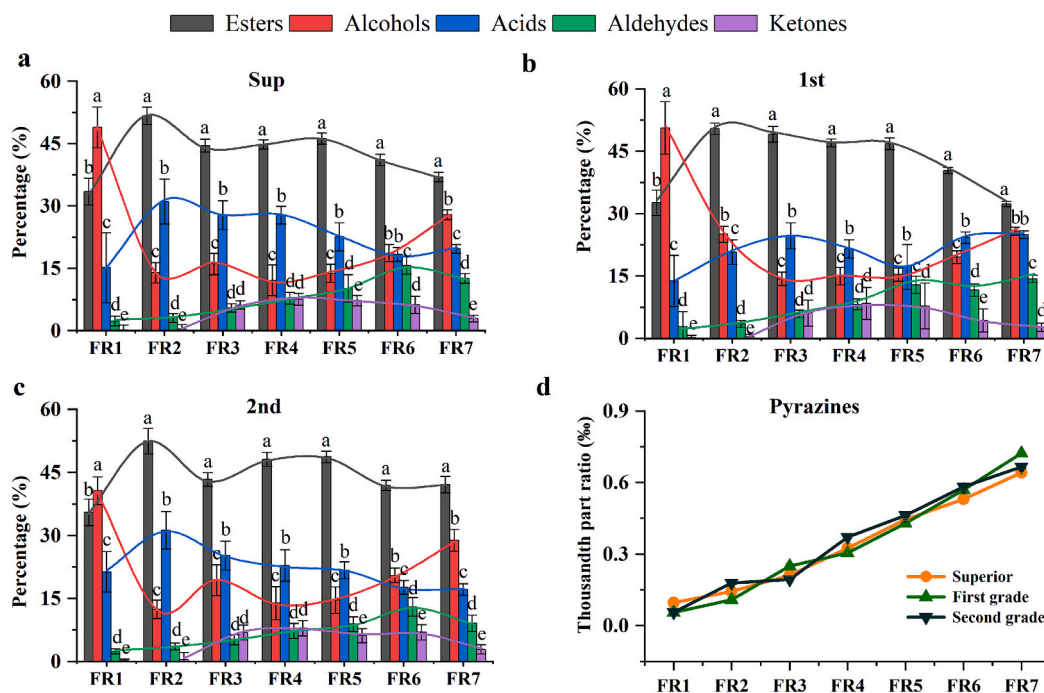 Esters Alcohols Acids Aldehydes Ketones
a
Sup
Percentage (%)
60
45
30
15
0
b a c d e
a c b d e
a c b d e
a c b d e
a c b d e
a b b c d
a b c d e
FR1 FR2 FR3 FR4 FR5 FR6 FR7
b
1st
Percentage (%)
60
45
30
15
0
b a c d e
a b c d e
a c b d e
a c b d d
a c b d e
a b b c d
FR1 FR2 FR3 FR4 FR5 FR6 FR7
c
2nd
Percentage (%)
60
45
30
15
0
b a c d e
a c b d e
a c b d e
a c b d e
a c b d e
a b c d e
a b c d e
FR1 FR2 FR3 FR4 FR5 FR6 FR7
d
Pyrazines
Thousandth part ratio (‰)
0.9
0.6
0.3
0.0
Superior
First grade
Second grade
FR1 FR2 FR3 FR4 FR5 FR6 FR7